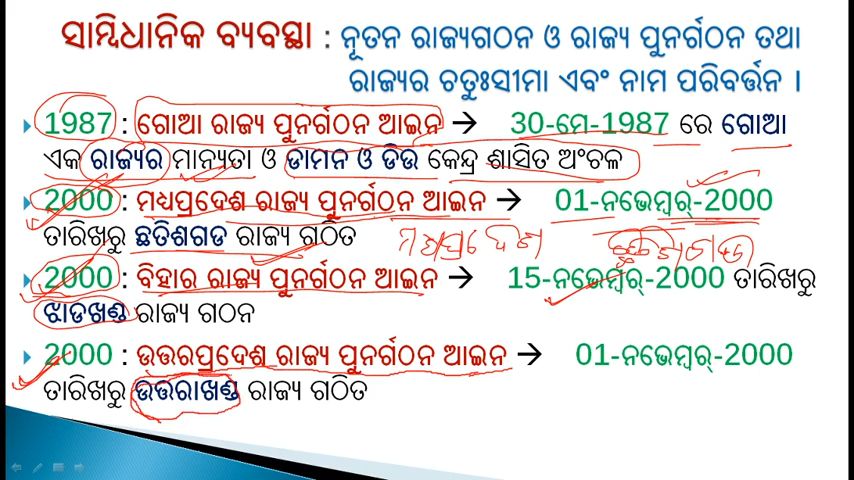 ସାମ୍ବିଧାନିକ ବ୍ୟବସ୍ଥା : ନୂତନ ରାଜ୍ୟଗଠନ ଓ ରାଜ୍ୟ ପୁନର୍ଗଠନ ତଥା
ରାଜ୍ୟର ଚତୁଃସୀମା ଏବଂ ନାମ ପରିବର୍ତ୍ତନ ।
1987 : ଗୋଆ ରାଜ୍ୟ ପୁନର୍ଗଠନ ଆଇନ → 30-ମେ-1987 ରେ ଗୋଆ
ଏକ ରାଜ୍ୟର ମାନ୍ୟତା ଓ ଡାମନ ଓ ଡିଉ କେନ୍ଦ୍ର ଶାସିତ ଅଂଚଳ
2000 : ମଧ୍ୟପ୍ରଦେଶ ରାଜ୍ୟ ପୁନର୍ଗଠନ ଆଇନ → 01-ନଭେମ୍ବର୍-2000
ତାରିଖରୁ ଛତିଶଗଡ ରାଜ୍ୟ ଗଠିତ
ମଧ୍ୟପ୍ରଦେଶ
2000 : ବିହାର ରାଜ୍ୟ ପୁନର୍ଗଠନ ଆଇନ → 15-ନଭେମ୍ବର୍-2000 ତାରିଖରୁ
ଝାଡଖଣ୍ଡ ରାଜ୍ୟ ଗଠନ
2000 : ଉତ୍ତରପ୍ରଦେଶ ରାଜ୍ୟ ପୁନର୍ଗଠନ ଆଇନ → 01-ନଭେମ୍ବର୍-2000
ତାରିଖରୁ ଉତ୍ତରାଖଣ୍ଡ ରାଜ୍ୟ ଗଠିତ